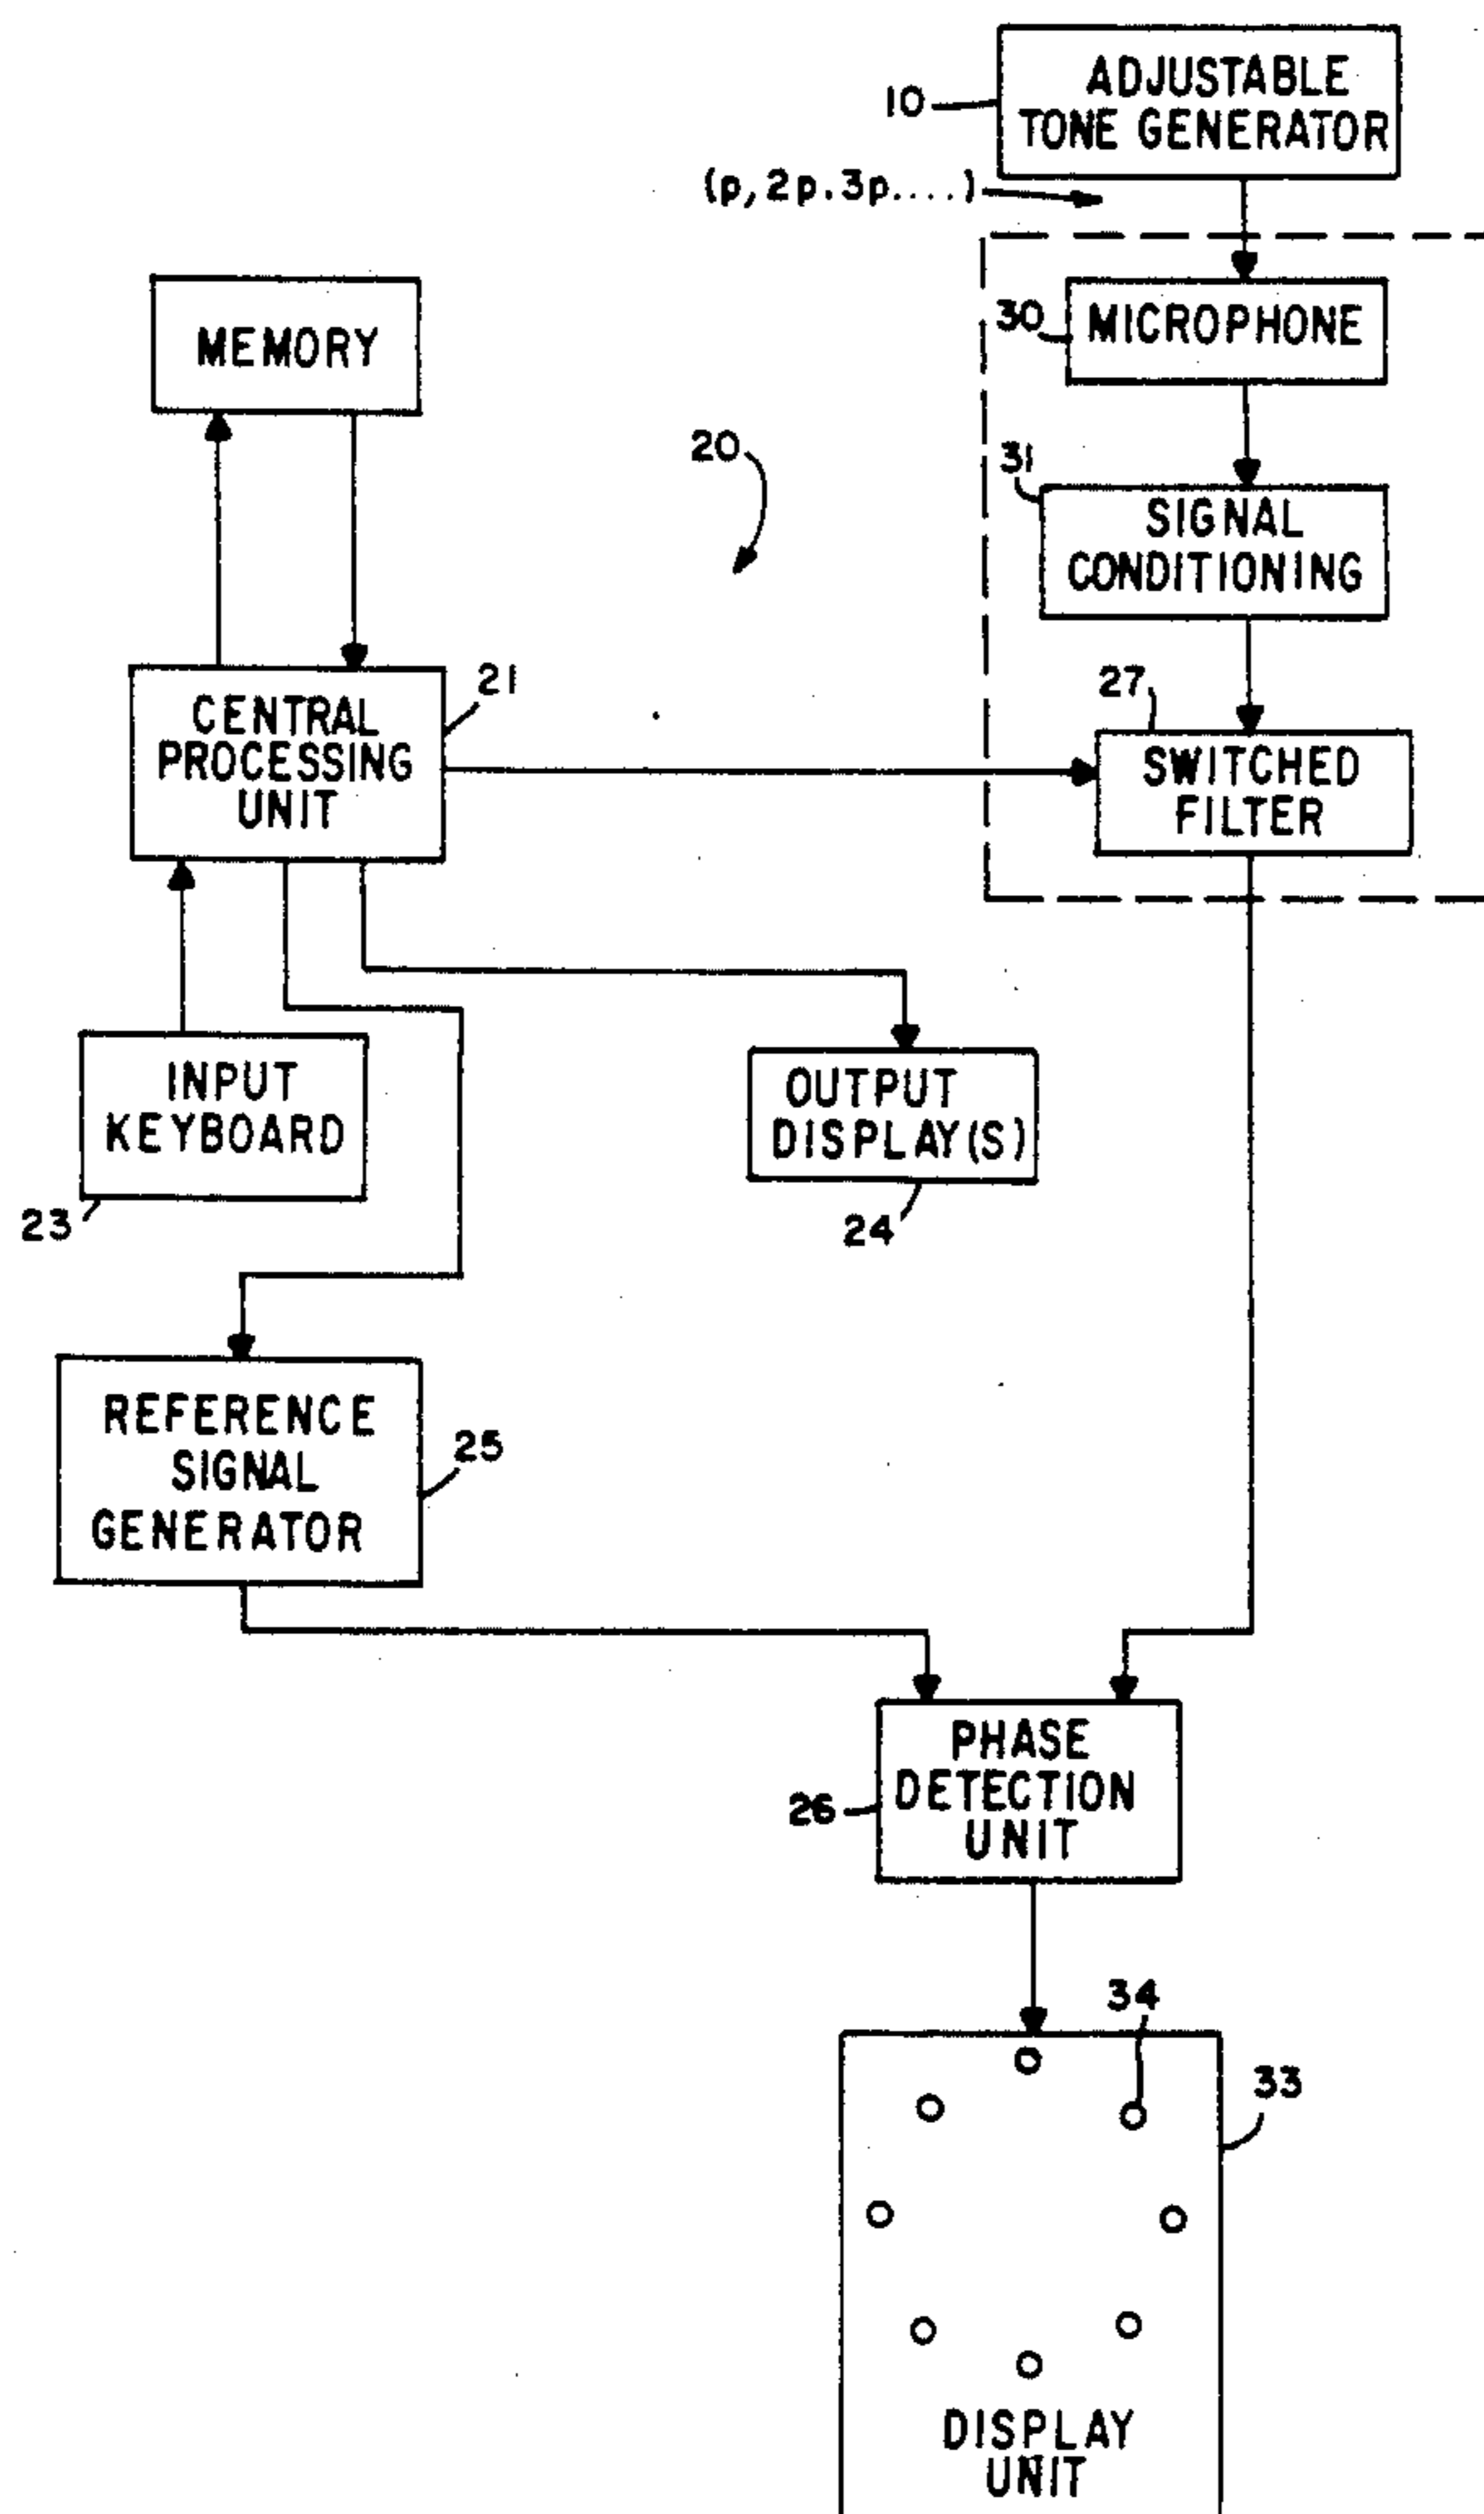 ADJUSTABLE
TONE GENERATOR
10
(p,2p.3p....)
MICROPHONE
30
MEMORY
20
31
SIGNAL
CONDITIONING
21
27
CENTRAL
PROCESSING
UNIT
SWITCHED
FILTER
INPUT
KEYBOARD
23
OUTPUT
DISPLAY(S)
24
REFERENCE
SIGNAL
GENERATOR
25
PHASE
DETECTION
UNIT
26
34
33
DISPLAY
UNIT